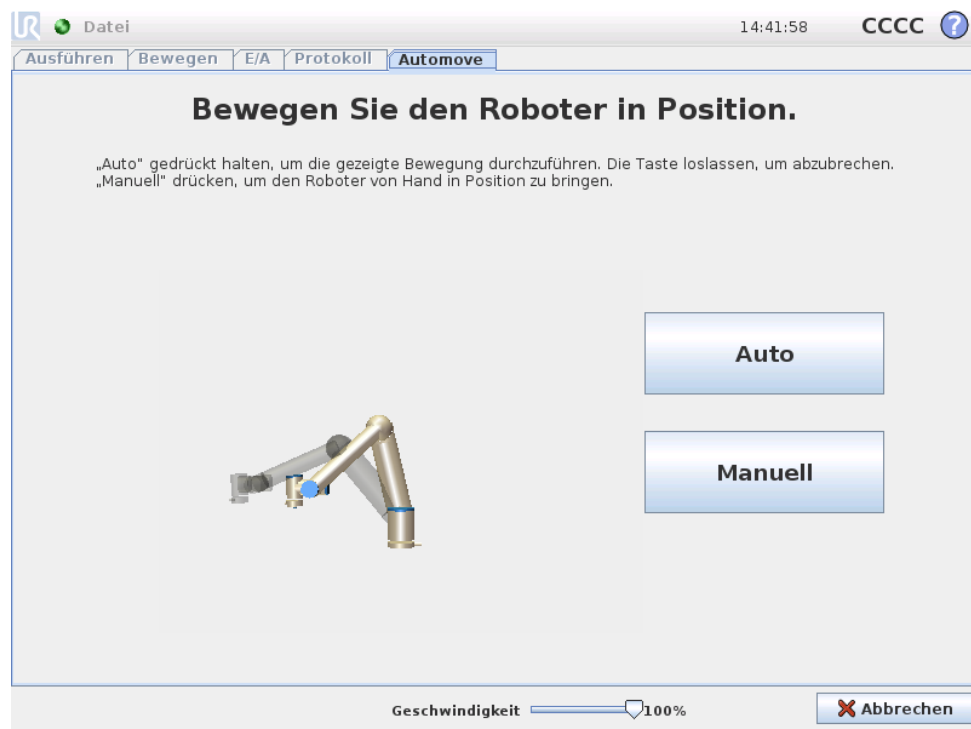 UR Datei 14:41:58 CCCC ?
Ausführen Bewegen E/A Protokoll Automove
Bewegen Sie den Roboter in Position.
„Auto" gedrückt halten, um die gezeigte Bewegung durchzuführen. Die Taste loslassen, um abzubrechen.
„Manuell" drücken, um den Roboter von Hand in Position zu bringen.
Auto
Manuell
Geschwindigkeit 100% Abbrechen